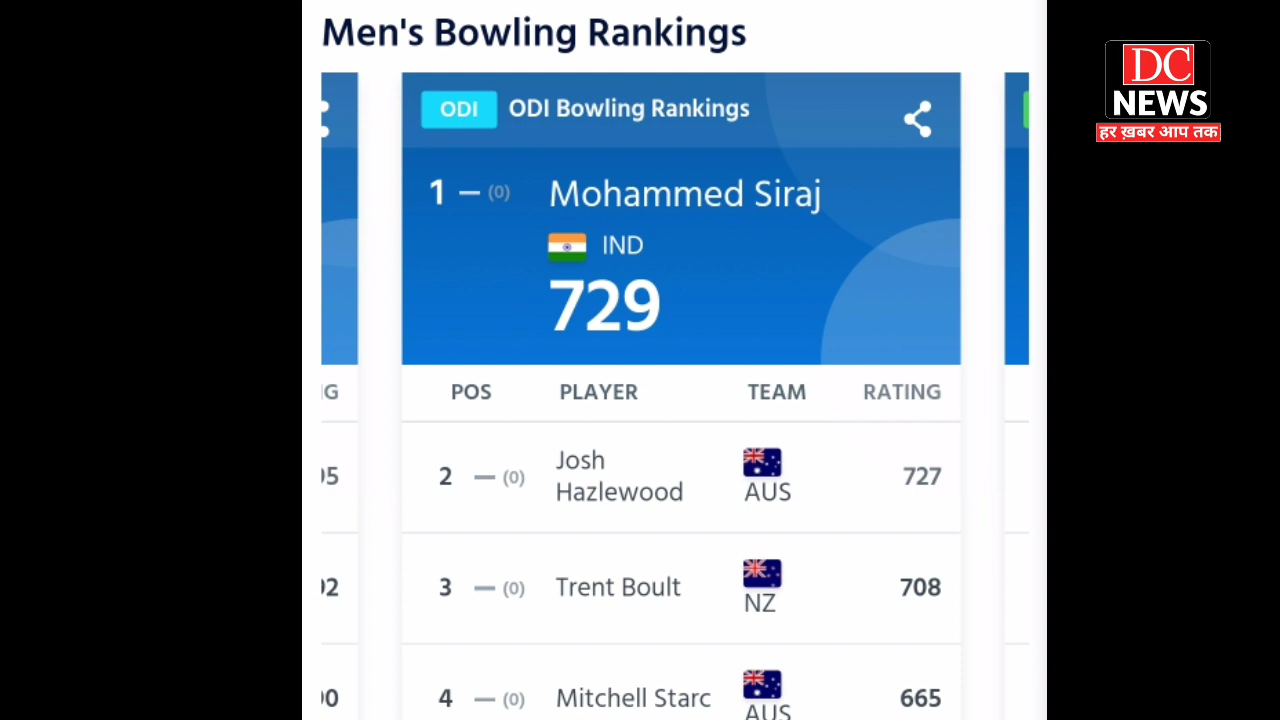 Men's Bowling Rankings
DC
NEWS
हर ख़बर आप तक
ODI ODI Bowling Rankings
1 — (0) Mohammed Siraj
IND
729
POS PLAYER TEAM RATING
2 — (0) Josh Hazlewood AUS 727
3 — (0) Trent Boult NZ 708
4 — (0) Mitchell Starc AUS 665